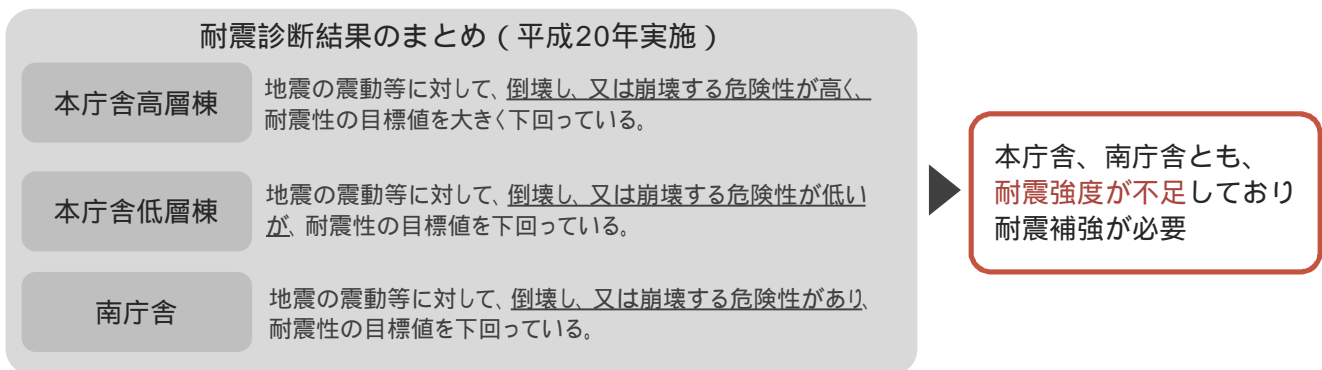 耐震診断結果のまとめ（平成20年実施）
本庁舎高層棟
地震の震動等に対して、倒壊し、又は崩壊する危険性が高く、
耐震性の目標値を大きく下回っている。
本庁舎低層棟
地震の震動等に対して、倒壊し、又は崩壊する危険性が低い
が、耐震性の目標値を下回っている。
南庁舎
地震の震動等に対して、倒壊し、又は崩壊する危険性があり、
耐震性の目標値を下回っている。
本庁舎、南庁舎とも、
耐震強度が不足しており
耐震補強が必要